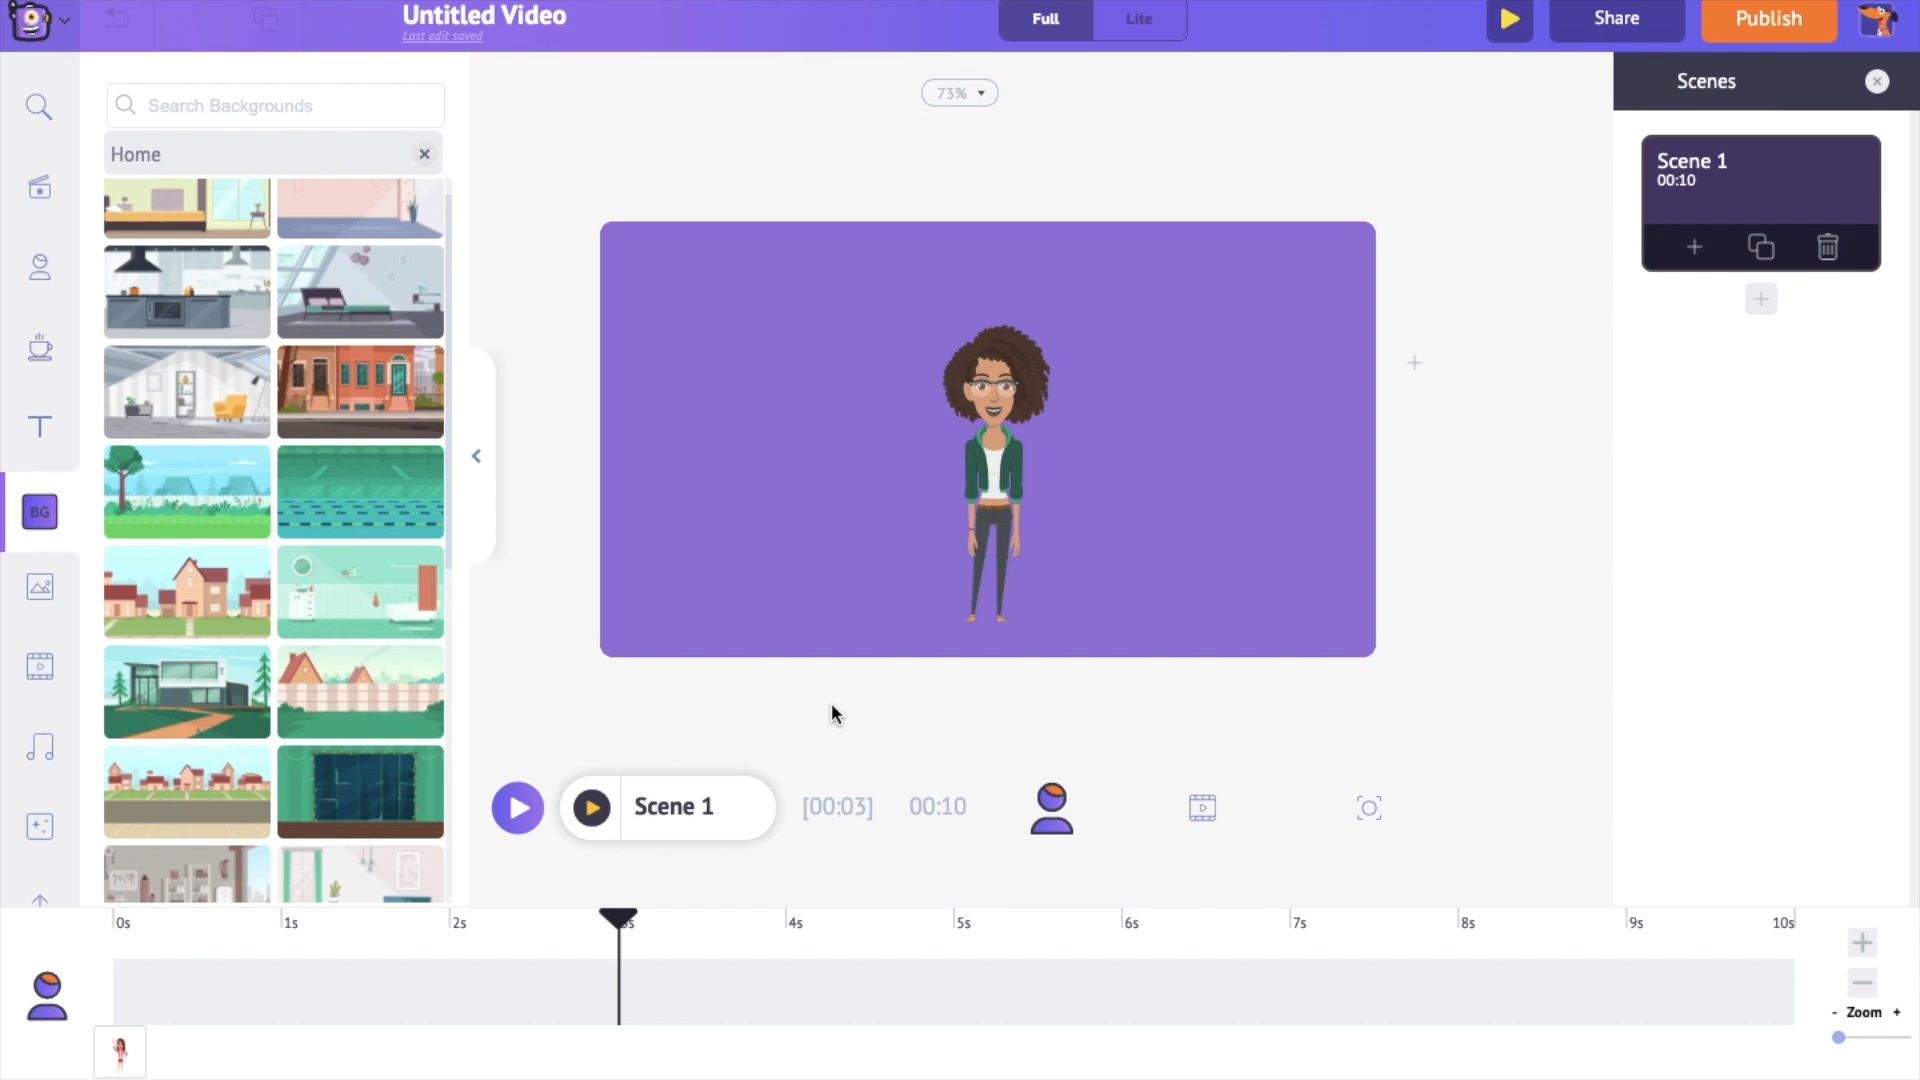 Untitled Video
Last edit saved
Full
Lite
Share
Publish
Search Backgrounds
Home
73%
Scenes
Scene 1
00:10
BG
Scene 1
[00:03]
00:10
0s
1s
2s
4s
5s
6s
7s
8s
9s
10s
- Zoom +